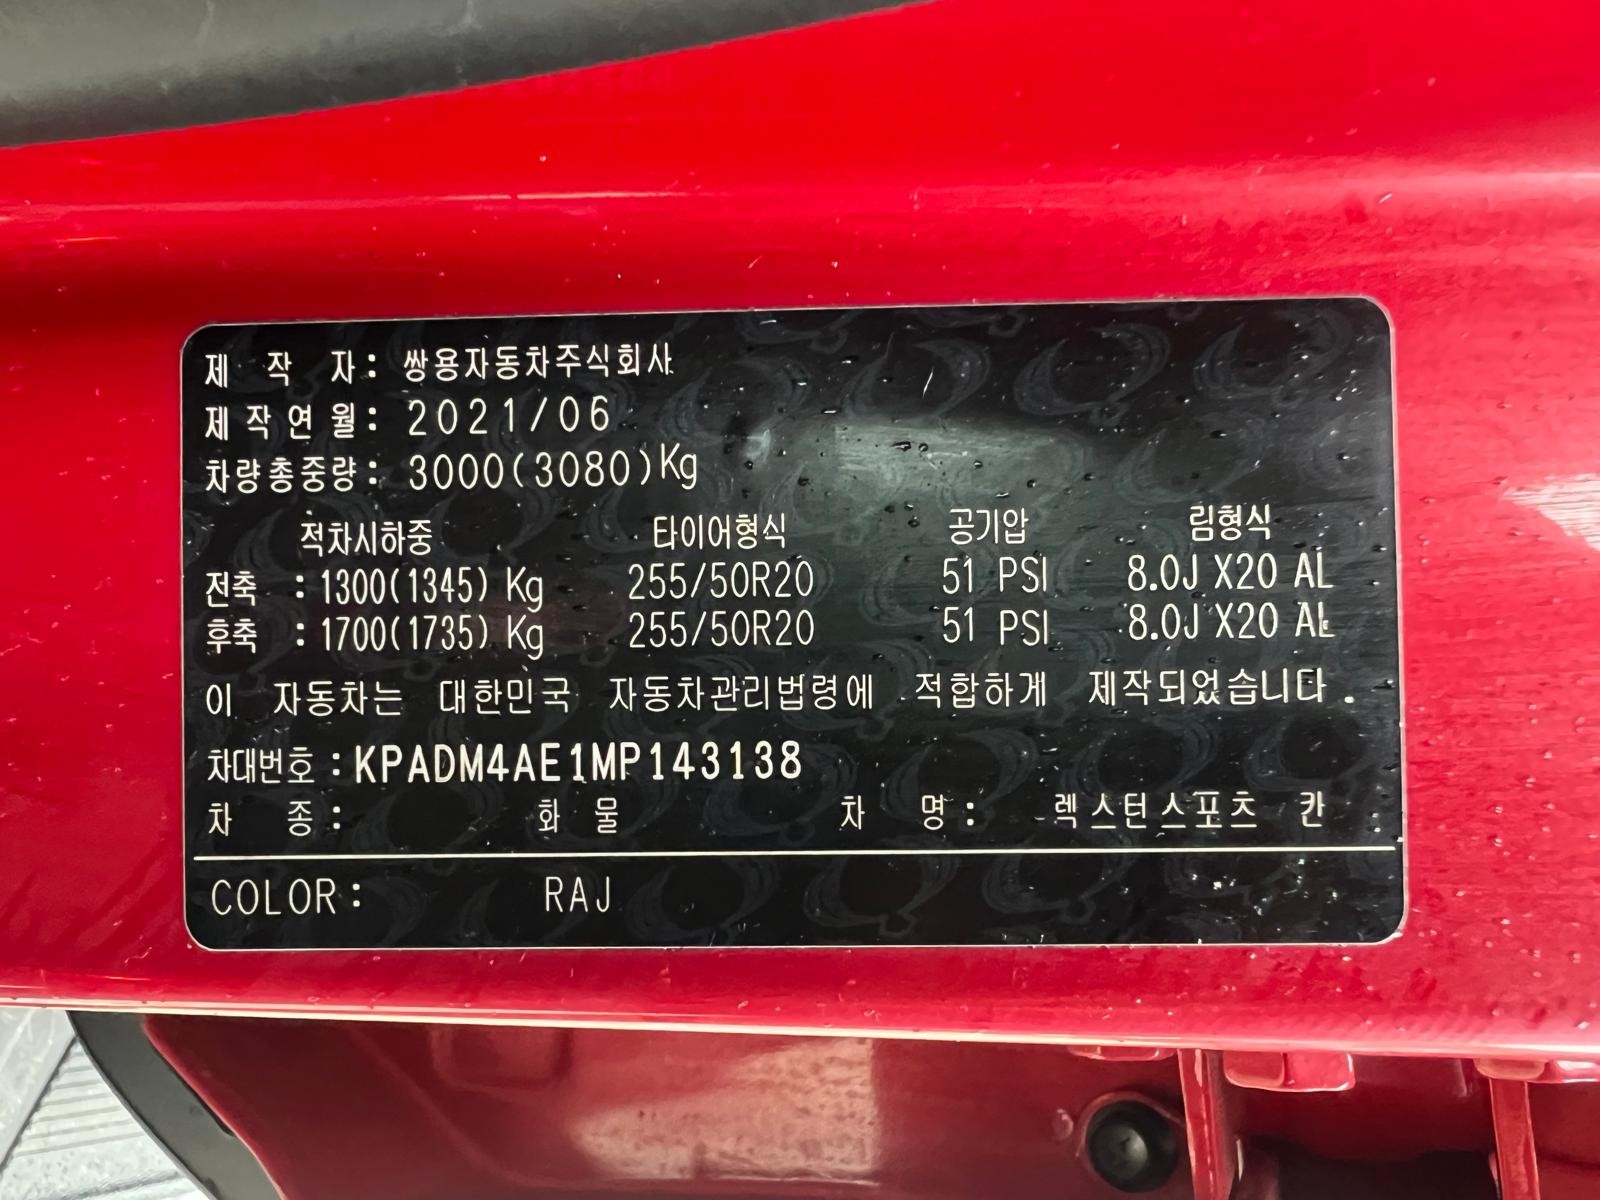 제 작 자: 쌍용자동차주식회사
제작연월: 2021/06
차량총중량: 3000(3080)Kg
적차시하중 타이어형식 공기압 림형식
전축 : 1300(1345) Kg 255/50R20 51 PSI 8.0J X20 AL
후축 : 1700(1735) Kg 255/50R20 51 PSI 8.0J X20 AL
이 자동차는 대한민국 자동차관리법령에 적합하게 제작되었습니다.
차대번호 : KPADM4AE1MP143138
차 종: 화 물 차 명: 렉스턴스포츠 칸
COLOR: RAJ